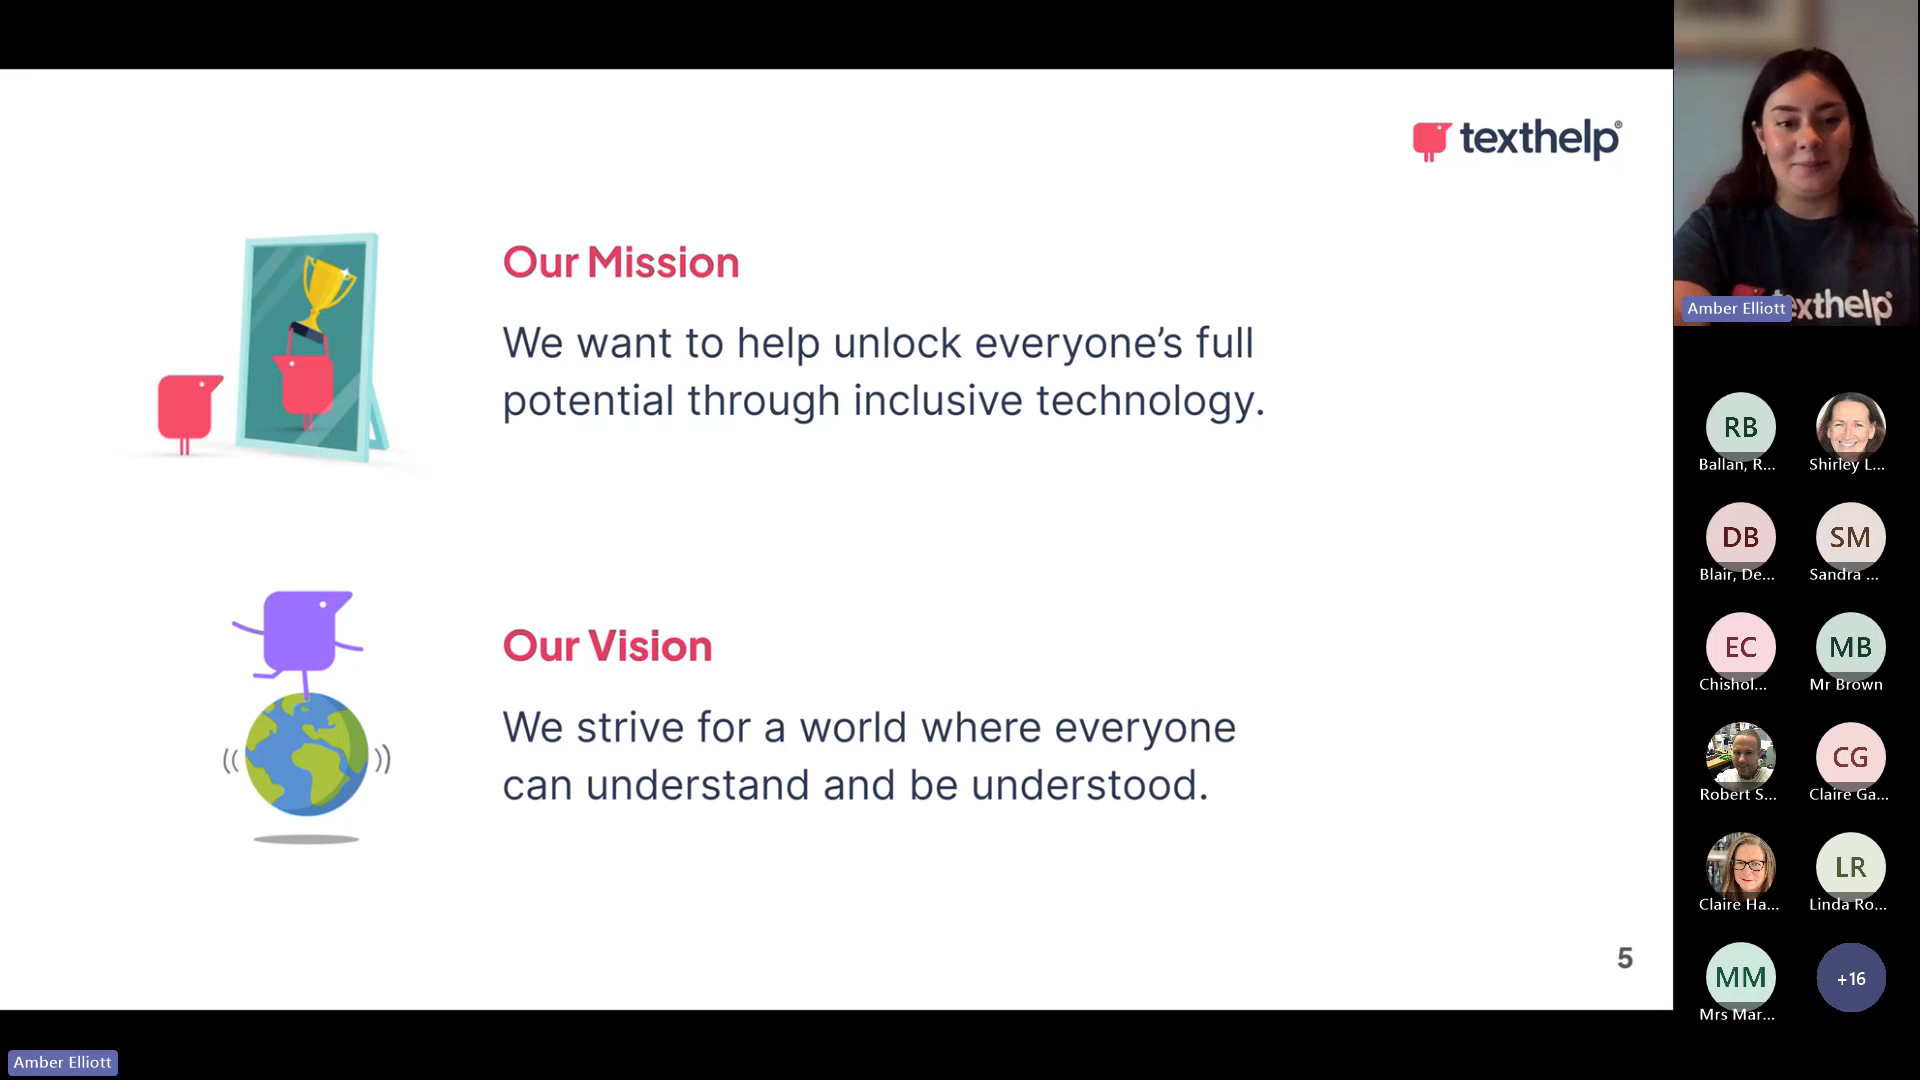 texthelp®
Our Mission
We want to help unlock everyone’s full
potential through inclusive technology.
Our Vision
We strive for a world where everyone
can understand and be understood.
5
Amber Elliott
texthelp®
Amber Elliott
RB
Ballan, R...
Shirley L...
DB
Blair, De...
SM
Sandra ...
EC
Chishol...
MB
Mr Brown
Robert S...
CG
Claire Ga...
Claire Ha...
LR
Linda Ro...
MM
Mrs Mar...
+16